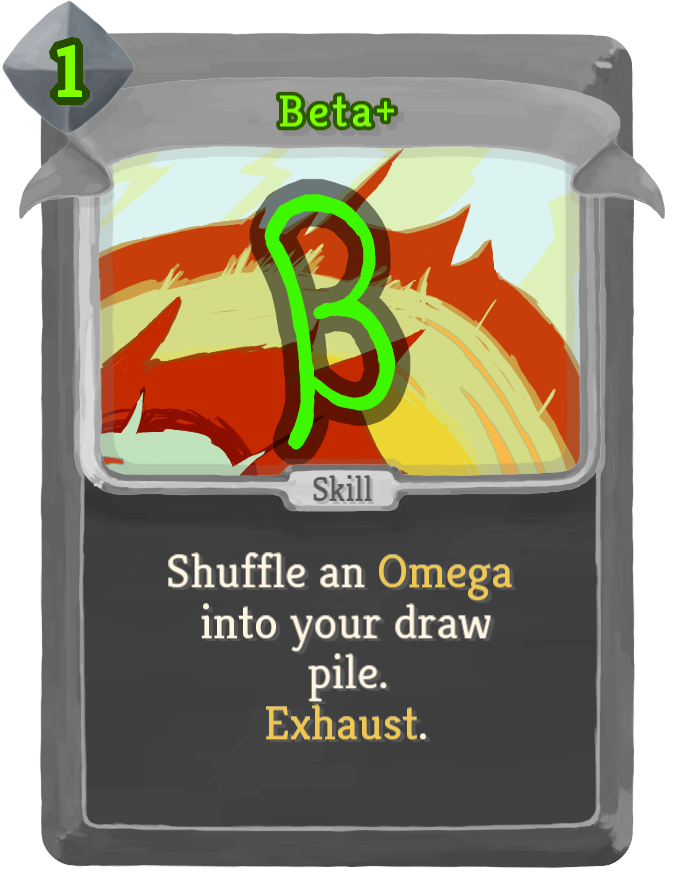 1
Beta+
β
Skill
Shuffle an Omega
into your draw
pile.
Exhaust.